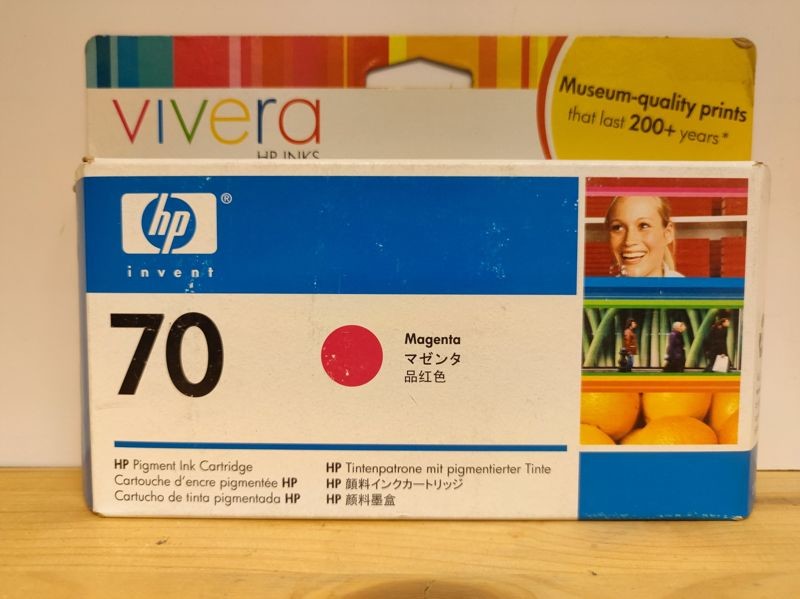 vivera
HP INKS
Museum-quality prints
that last 200+ years*
hp ®
invent
70
Magenta
マゼンタ
品红色
HP Pigment Ink Cartridge
Cartouche d'encre pigmentée HP
Cartucho de tinta pigmentada HP
HP Tintenpatrone mit pigmentierter Tinte
HP 顔料インクカートリッジ
HP 颜料墨盒